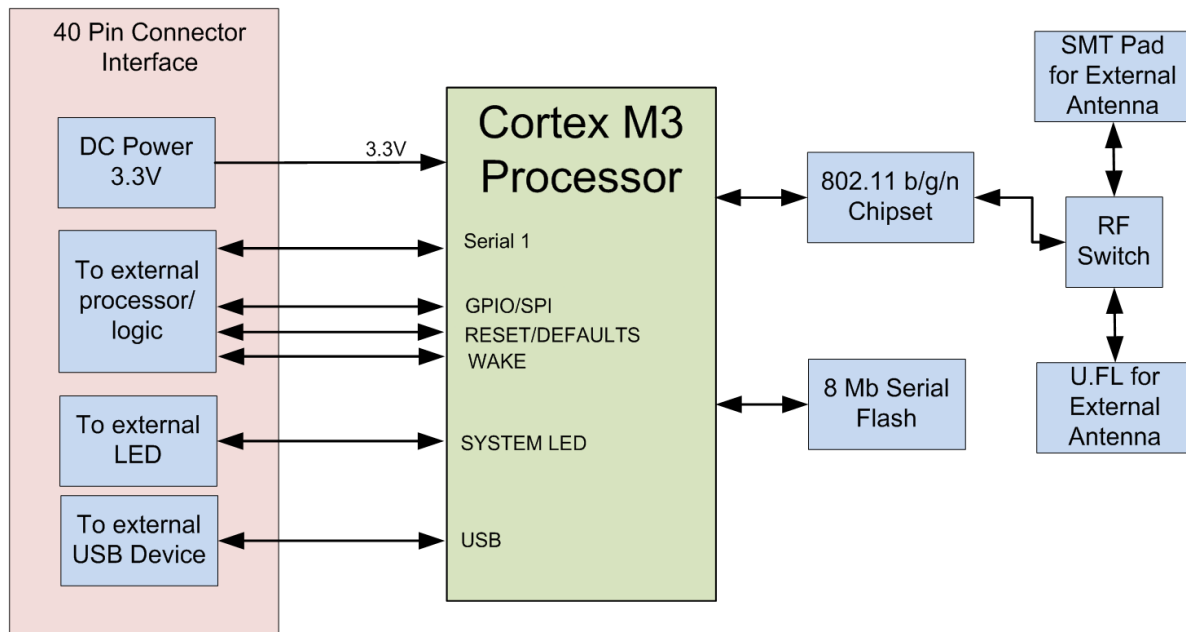 40 Pin Connector
Interface
DC Power
3.3V
3.3V
To external
processor/
logic
To external
LED
To external
USB Device
Cortex M3
Processor
Serial 1
GPIO/SPI
RESET/DEFAULTS
WAKE
SYSTEM LED
USB
802.11 b/g/n
Chipset
8 Mb Serial
Flash
SMT Pad
for External
Antenna
RF
Switch
U.FL for
External
Antenna